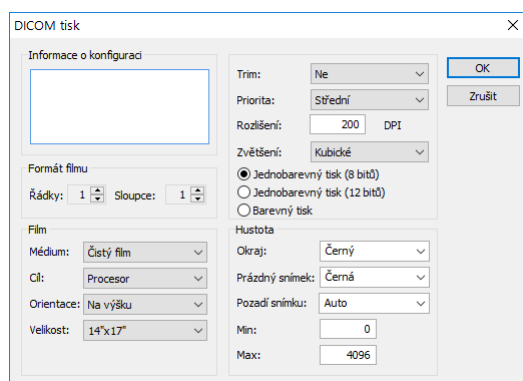 DICOM tisk
Informace o konfiguraci
Formát filmu
Řádky: 1 Sloupce: 1
Film
Médium: Čistý film
Cíl: Procesor
Orientace: Na výšku
Velikost: 14"x17"
Trim: Ne
Priorita: Střední
Rozlišení: 200 DPI
Zvětšení: Kubické
Jednobarevný tisk (8 bitů)
Jednobarevný tisk (12 bitů)
Barevný tisk
Hustota
Okraj: Černý
Prázdný snímek: Černá
Pozadí snímku: Auto
Min: 0
Max: 4096
OK
Zrušit